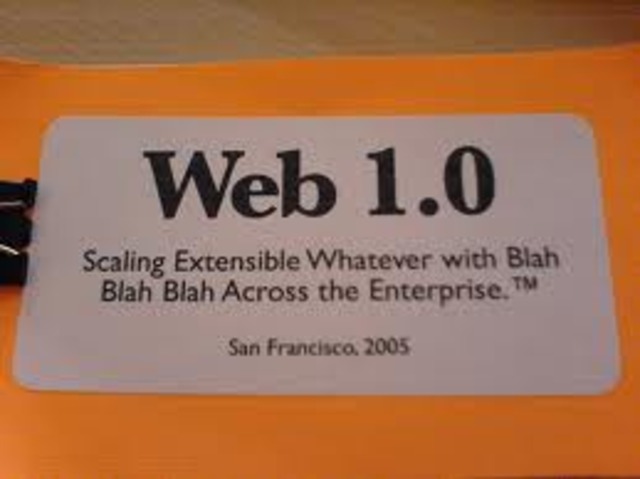 Web 1.0
Scaling Extensible Whatever with Blah
Blah Blah Across the Enterprise.™
San Francisco, 2005